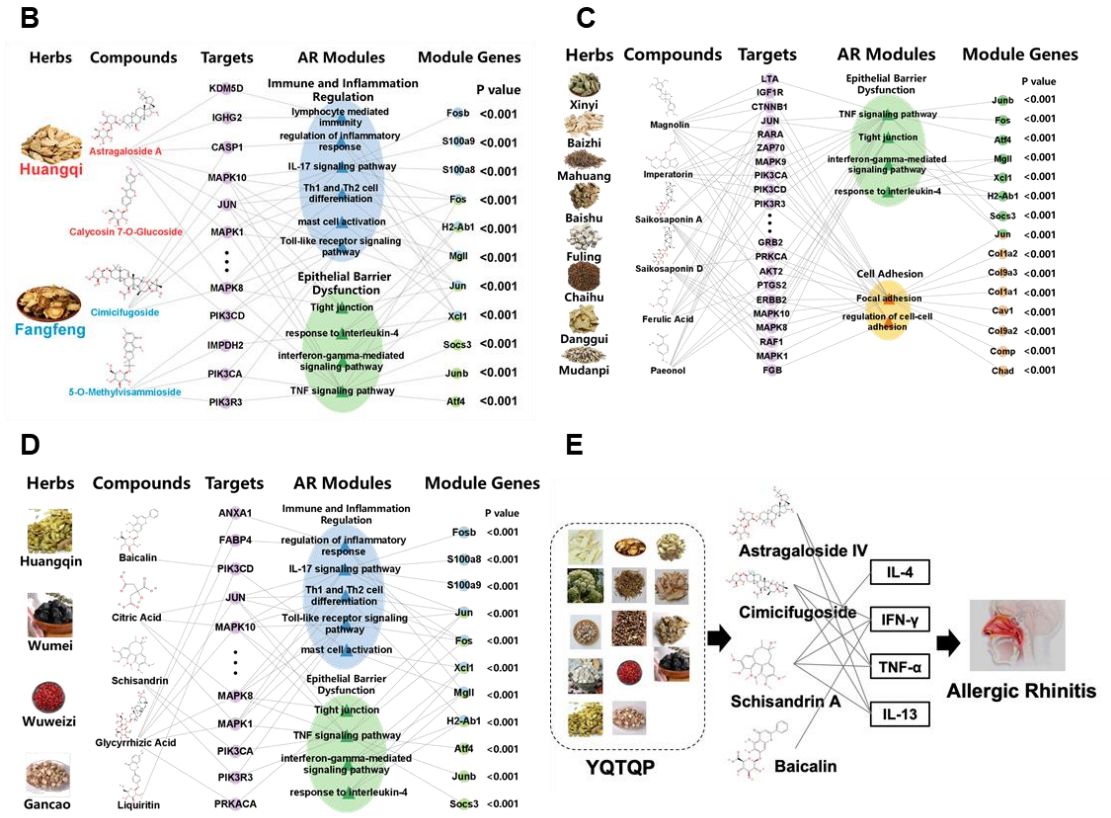 B
Herbs Compounds Targets AR Modules Module Genes
P value
Huangqi
Fangfeng
Astragaloside A
Calycosin 7-O-Glucoside
Cimicifugoside
5-O-Methylvisammioside
KDM5D
IGHG2
CASP1
MAPK10
JUN
MAPK1
MAPK8
PIK3CD
IMPDH2
PIK3CA
PIK3R3
Immune and Inflammation
Regulation
lymphocyte mediated
immunity
regulation of inflammatory
response
IL-17 signaling pathway
Th1 and Th2 cell
differentiation
mast cell activation
Toll-like receptor signaling
pathway
Epithelial Barrier
Dysfunction
Tight junction
response to interleukin-4
interferon-gamma-mediated
signaling pathway
TNF signaling pathway
Fosb <0.001
S100a9 <0.001
S100a8 <0.001
Fos <0.001
H2-Ab1 <0.001
Mgll <0.001
Jun <0.001
Xcl1 <0.001
Socs3 <0.001
Junb <0.001
Atf4 <0.001
C
Herbs Compounds Targets AR Modules Module Genes
P value
Xinyi
Baizhi
Mahuang
Baishu
Fuling
Chaihu
Danggui
Mudanpi
Magnolin
Imperatorin
Saikosaponin A
Saikosaponin D
Ferulic Acid
Paeonol
LTA
IGF1R
CTNNB1
JUN
RARA
ZAP70
MAPK9
PIK3CA
PIK3CD
PIK3R3
GRB2
PRKCA
AKT2
PTGS2
ERBB2
MAPK10
MAPK8
RAF1
MAPK1
FGB
Epithelial Barrier
Dysfunction
TNF signaling pathway
Tight junction
interferon-gamma-mediated
signaling pathway
response to interleukin-4
Cell Adhesion
Focal adhesion
regulation of cell-cell
adhesion
Junb <0.001
Fos <0.001
Atf4 <0.001
Mgll <0.001
Xcl1 <0.001
H2-Ab1 <0.001
Socs3 <0.001
Jun <0.001
Col1a2 <0.001
Col9a3 <0.001
Col1a1 <0.001
Cav1 <0.001
Col9a2 <0.001
Comp <0.001
Chad <0.001
D
Herbs Compounds Targets AR Modules Module Genes
P value
Huangqin
Wumei
Wuweizi
Gancao
Baicalin
Citric Acid
Schisandrin
Glycyrrhizic Acid
Liquiritin
ANXA1
FABP4
PIK3CD
JUN
MAPK10
MAPK8
MAPK1
PIK3CA
PIK3R3
PRKACA
Immune and Inflammation
Regulation
regulation of inflammatory
response
IL-17 signaling pathway
Th1 and Th2 cell
differentiation
Toll-like receptor signaling
pathway
mast cell activation
Epithelial Barrier
Dysfunction
Tight junction
TNF signaling pathway
interferon-gamma-mediated
signaling pathway
response to interleukin-4
Fosb <0.001
S100a8 <0.001
S100a9 <0.001
Jun <0.001
Fos <0.001
Xcl1 <0.001
Mgll <0.001
H2-Ab1 <0.001
Atf4 <0.001
Junb <0.001
Socs3 <0.001
E
YQTQP
Astragaloside IV
Cimicifugoside
Schisandrin A
Baicalin
IL-4
IFN-γ
TNF-α
IL-13
Allergic Rhinitis